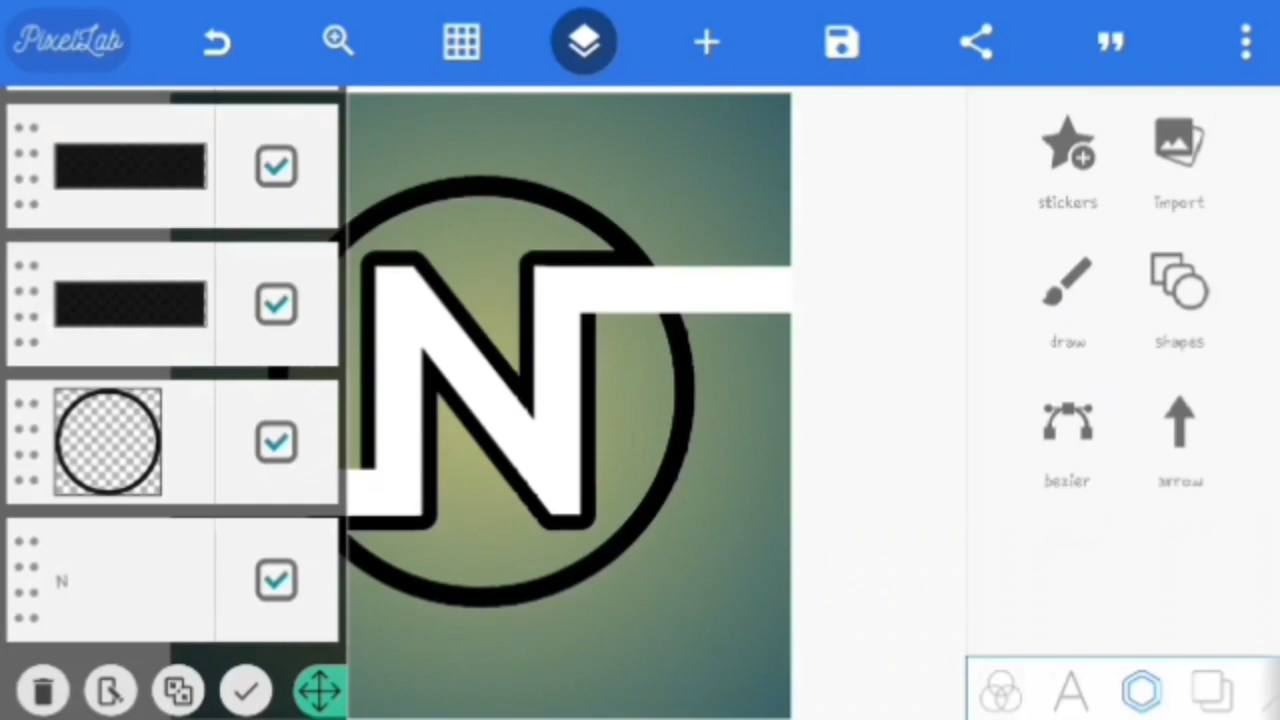 PixelLab
N
stickers
import
draw
shapes
bezier
arrow
N
A